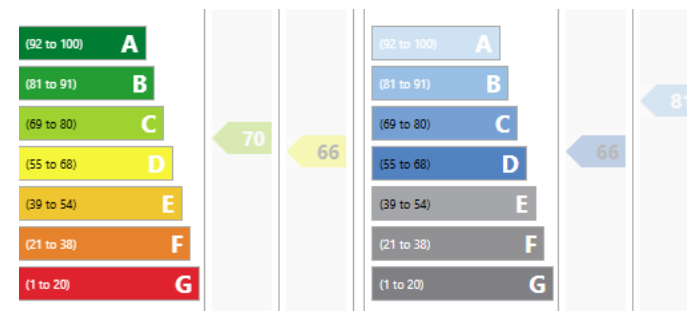 (92 to 100) A
(81 to 91) B
(69 to 80) C
(55 to 68) D
(39 to 54) E
(21 to 38) F
(1 to 20) G
70
66
(92 to 100) A
(81 to 91) B
(69 to 80) C
(55 to 68) D
(39 to 54) E
(21 to 38) F
(1 to 20) G
66
81